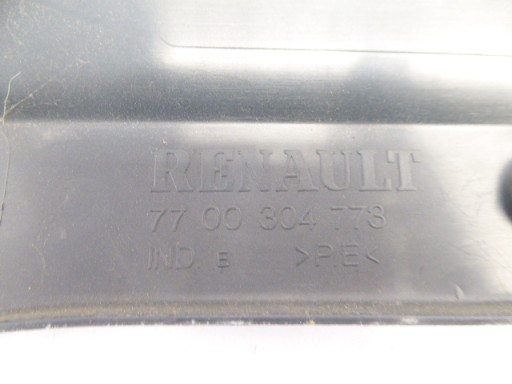 RENAULT
77 00 304 773
IND. E >P.E<